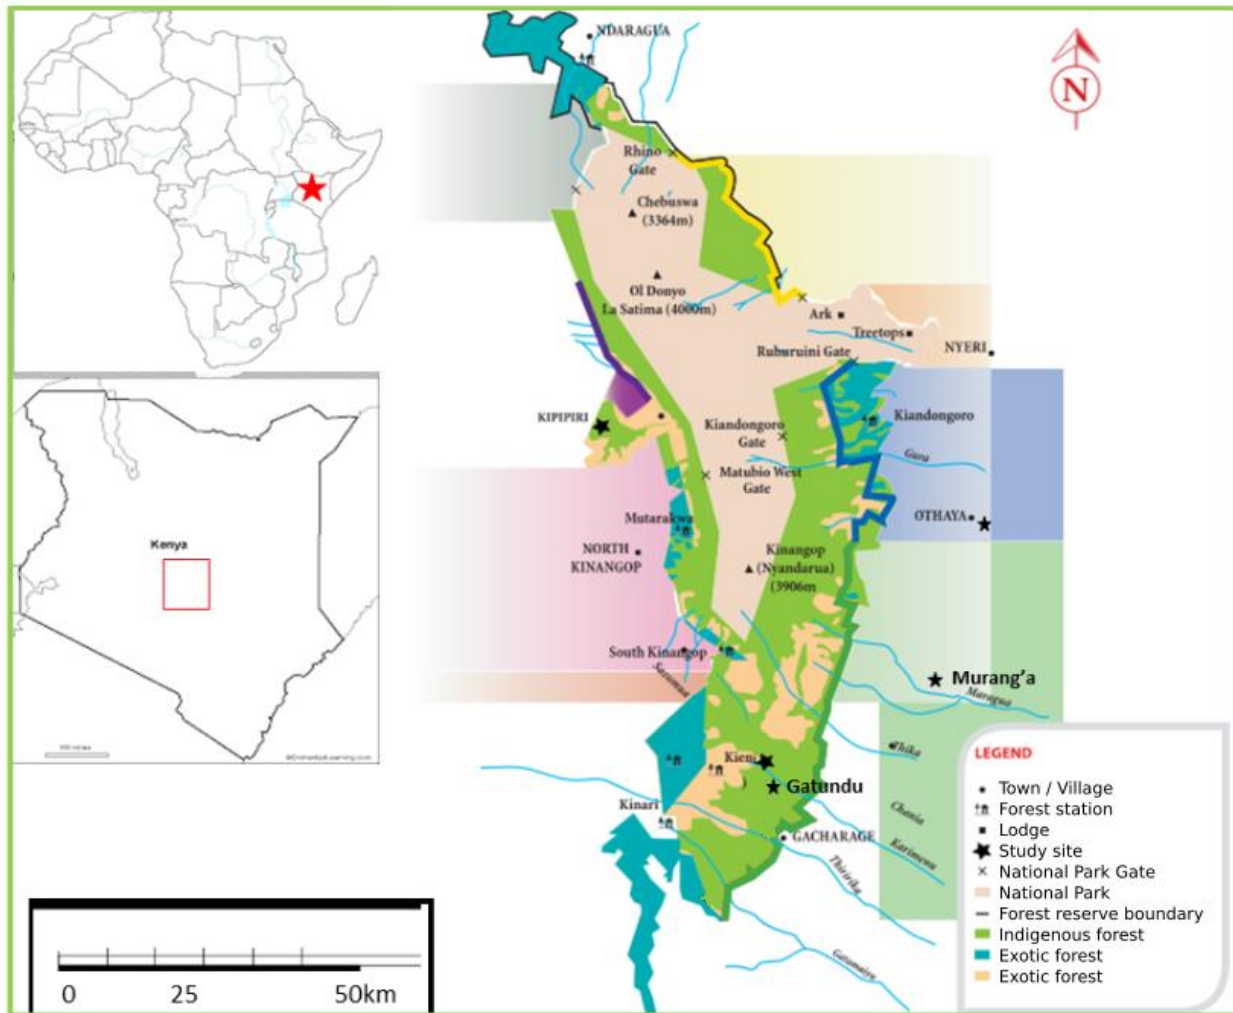 NDARAGUA
N
Rhino
Gate
Chebuswa
(3364m)
Ol Donyo
La Satima (4000m)
Ark
Treetops
Ruburuini Gate
NYERI
KIPIPIRI
Kiandongoro
Kiandongoro
Gate
Gura
Matubio West
Gate
OTHAYA
Mutarakwa
NORTH
KINANGOP
Kinangop
(Nyandarua)
(3906m
South Kinangop
Sasumua
Murang’a
Maragua
Thika
Kieni
)
Gatundu
Kinari
Chania
GACHARAGE
Karimenu
Thiririka
Gatamaiyu
Kenya
LEGEND
Town / Village
Forest station
Lodge
Study site
National Park Gate
National Park
Forest reserve boundary
Indigenous forest
Exotic forest
Exotic forest
0 25 50km